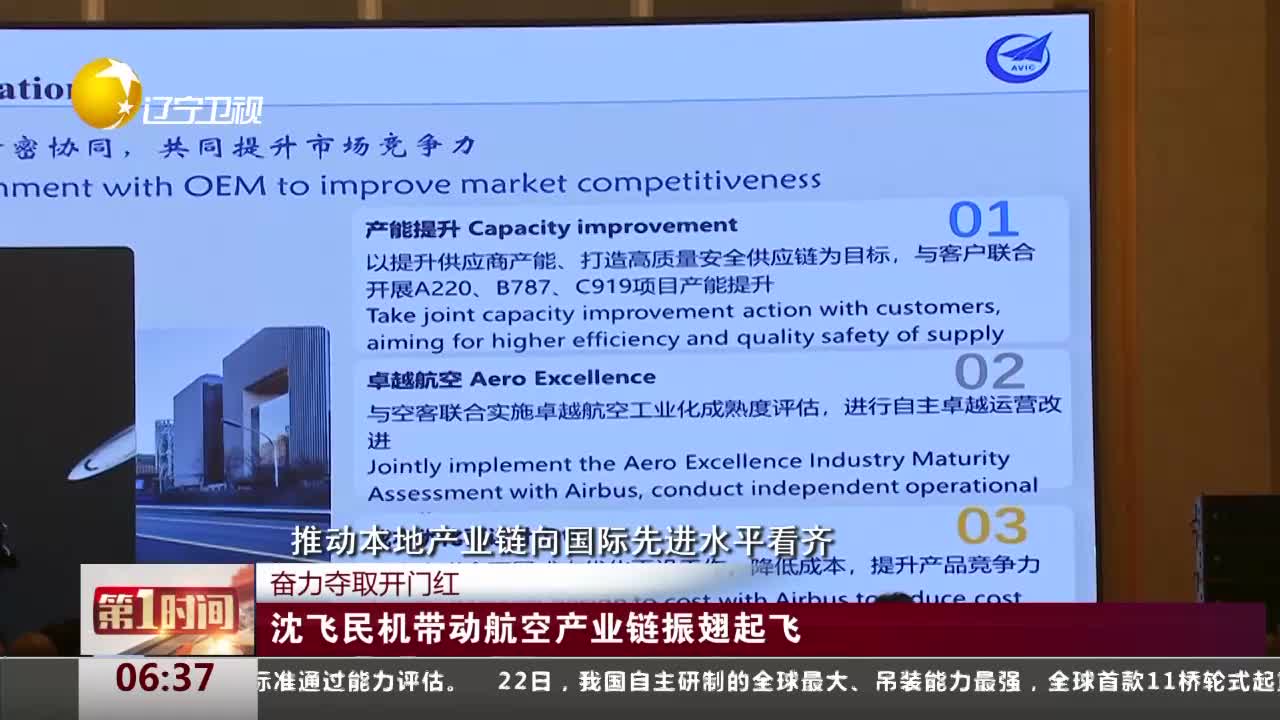 ation
AVIC
辽宁卫视
密协同，共同提升市场竞争力
nment with OEM to improve market competitiveness
01
产能提升 Capacity improvement
以提升供应商产能、打造高质量安全供应链为目标，与客户联合
开展A220、B787、C919项目产能提升
Take joint capacity improvement action with customers,
aiming for higher efficiency and quality safety of supply
02
卓越航空 Aero Excellence
与空客联合实施卓越航空工业化成熟度评估，进行自主卓越运营改
进
Jointly implement the Aero Excellence Industry Maturity
Assessment with Airbus, conduct independent operational
03
降低成本，提升产品竞争力
to cost with Airbus to reduce cost
推动本地产业链向国际先进水平看齐
第1时间
奋力夺取开门红
沈飞民机带动航空产业链振翅起飞
06:37
标准通过能力评估。 22日，我国自主研制的全球最大、吊装能力最强，全球首款11桥轮式起